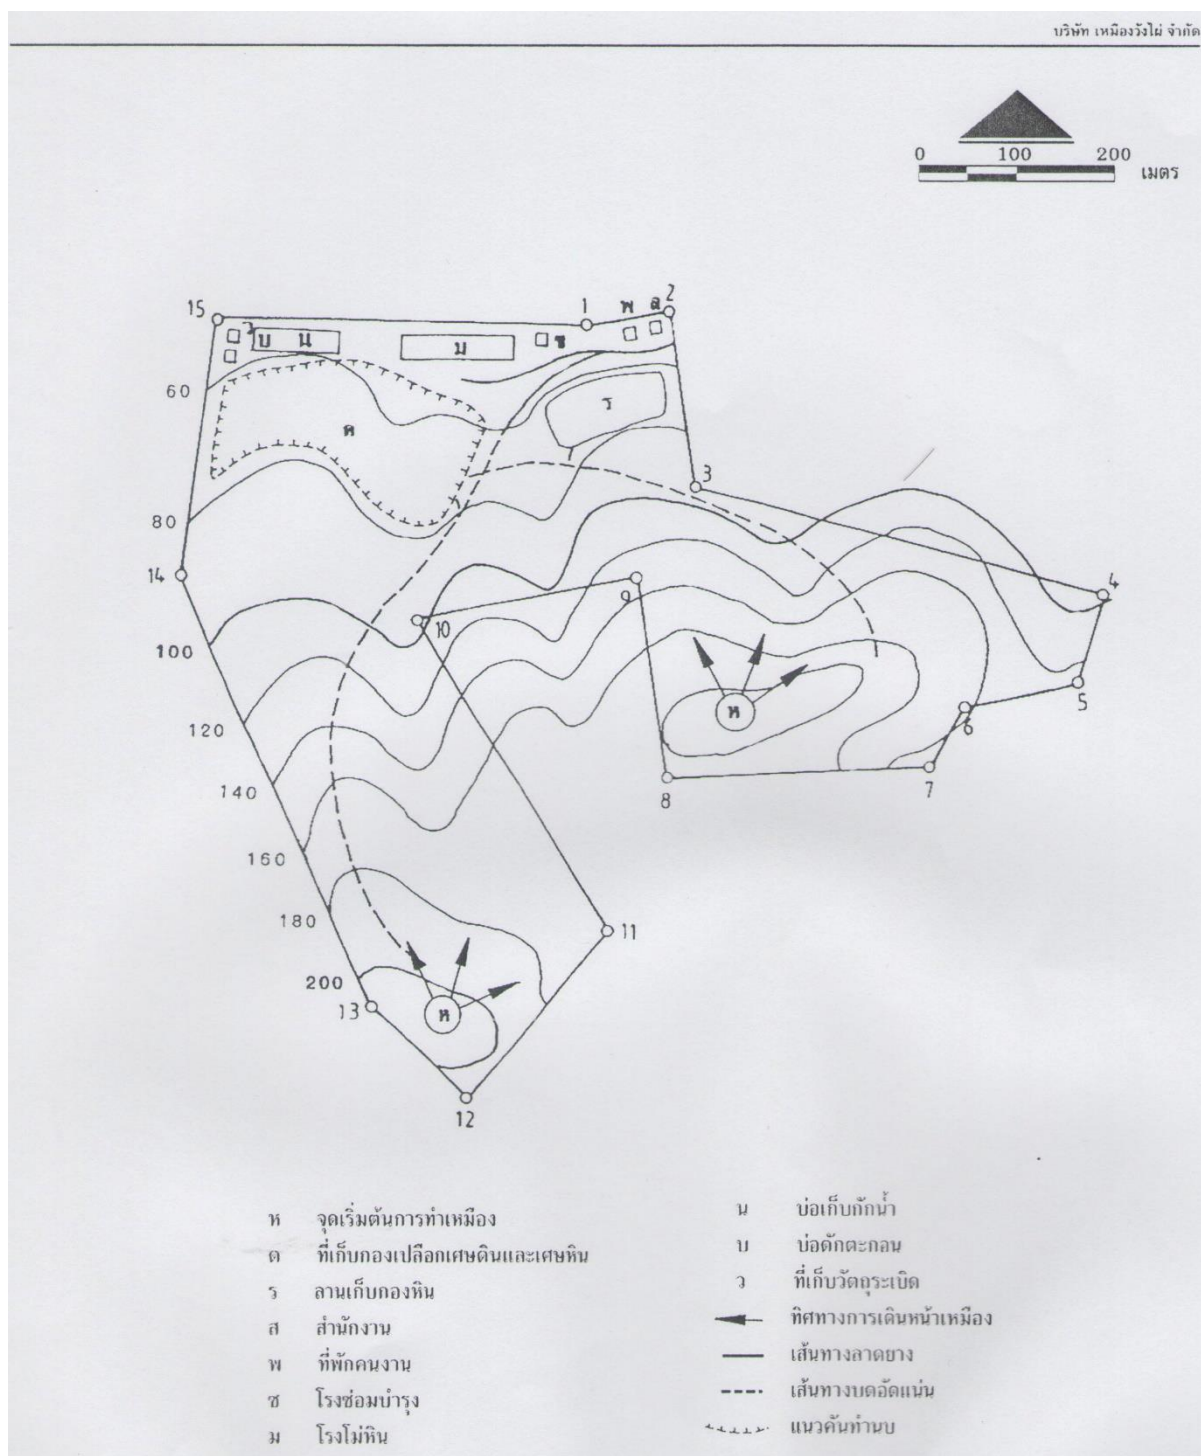 บริษัท เหมืองวังไผ่ จำกัด
0 100 200
เมตร
15 1 พ ส 2
ว บ น ม ซ
60
ร
ด
3
80
14
9 4
10
100
5
120 ห 6
8 7
140
160
180
11
200
13 ห
12
ห จุดเริ่มต้นการทำเหมือง
ด ที่เก็บกองเปลือกเศษดินและเศษหิน
ร ลานเก็บกองหิน
ส สำนักงาน
พ ที่พักคนงาน
ซ โรงซ่อมบำรุง
ม โรงโม่หิน
น บ่อเก็บกักน้ำ
บ บ่อดักตะกอน
ว ที่เก็บวัตถุระเบิด
ทิศทางการเดินหน้าเหมือง
เส้นทางลาดยาง
เส้นทางบดอัดแน่น
แนวคันทำนบ